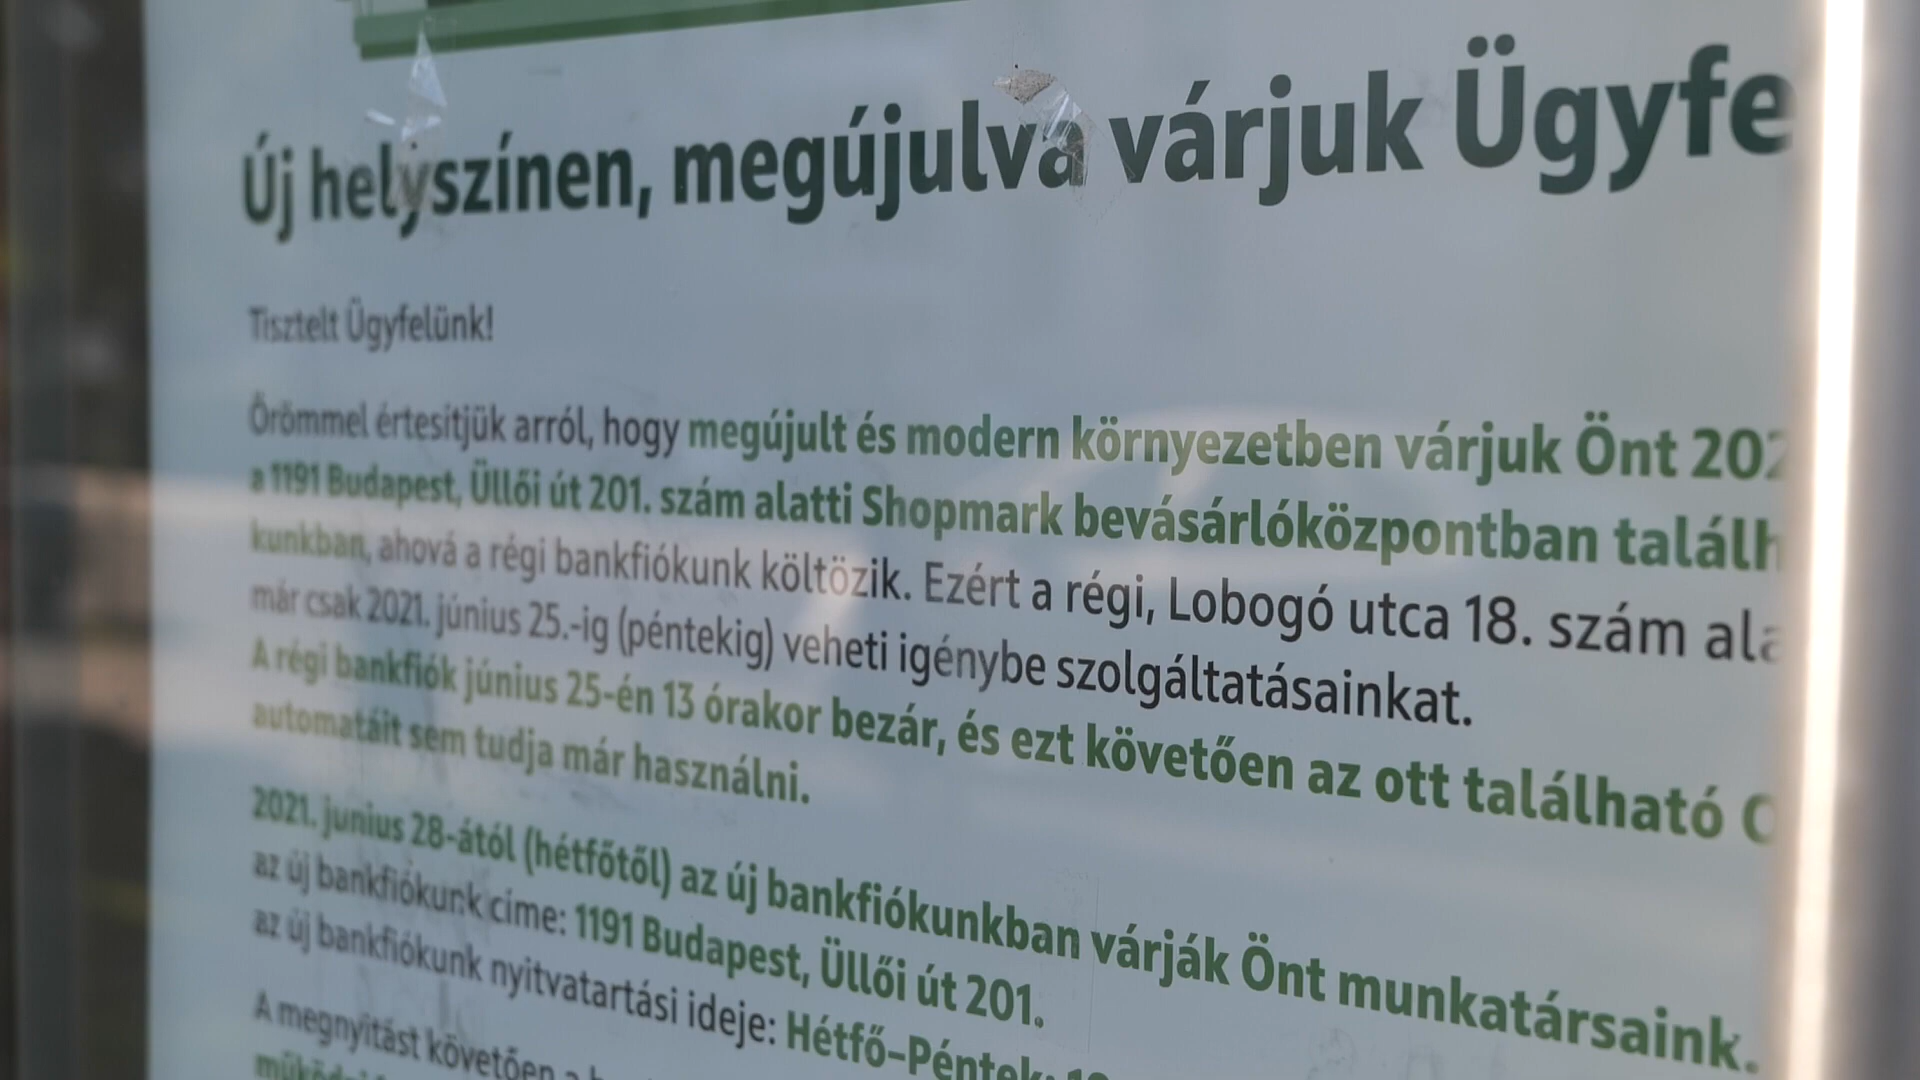 Új helyszínen, megújulva várjuk Ügyfe
Tisztelt Ügyfelünk!
Örömmel értesítjük arról, hogy megújult és modern környezetben várjuk Önt 202
a 1191 Budapest, Üllői út 201. szám alatti Shopmark bevásárlóközpontban találh
kunkban, ahová a régi bankfiókunk költözik. Ezért a régi, Lobogó utca 18. szám ala
már csak 2021. június 25.-ig (péntekig) veheti igénybe szolgáltatásainkat.
A régi bankfiók június 25-én 13 órakor bezár, és ezt követően az ott található
automatáit sem tudja már használni.
2021. június 28-ától (hétfőtől) az új bankfiókunkban várják Önt munkatársaink.
az új bankfiókunk címe: 1191 Budapest, Üllői út 201.
az új bankfiókunk nyitvatartási ideje: Hétfő–Péntek:
A megnyitást követően a